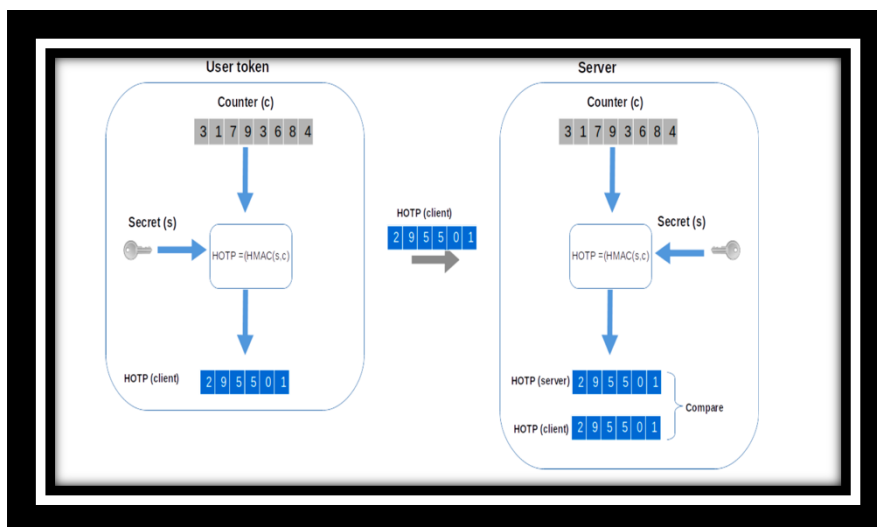 User token
Counter (c)
3 1 7 9 3 6 8 4
Secret (s)
HOTP =(HMAC(s,c)
HOTP (client)
2 9 5 5 0 1
HOTP (client)
2 9 5 5 0 1
Server
Counter (c)
3 1 7 9 3 6 8 4
Secret (s)
HOTP =(HMAC(s,c)
HOTP (server)
2 9 5 5 0 1
HOTP (client)
2 9 5 5 0 1
Compare